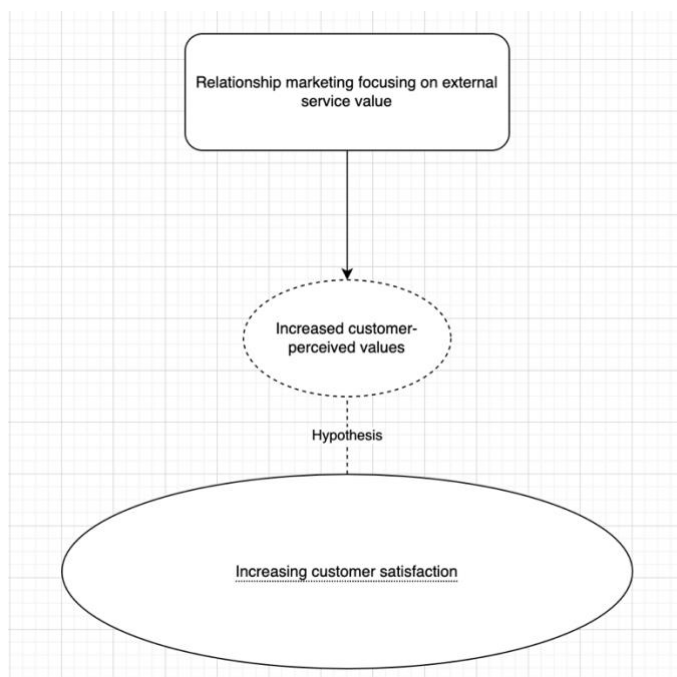 Relationship marketing focusing on external
service value
Increased customer-
perceived values
Hypothesis
Increasing customer satisfaction